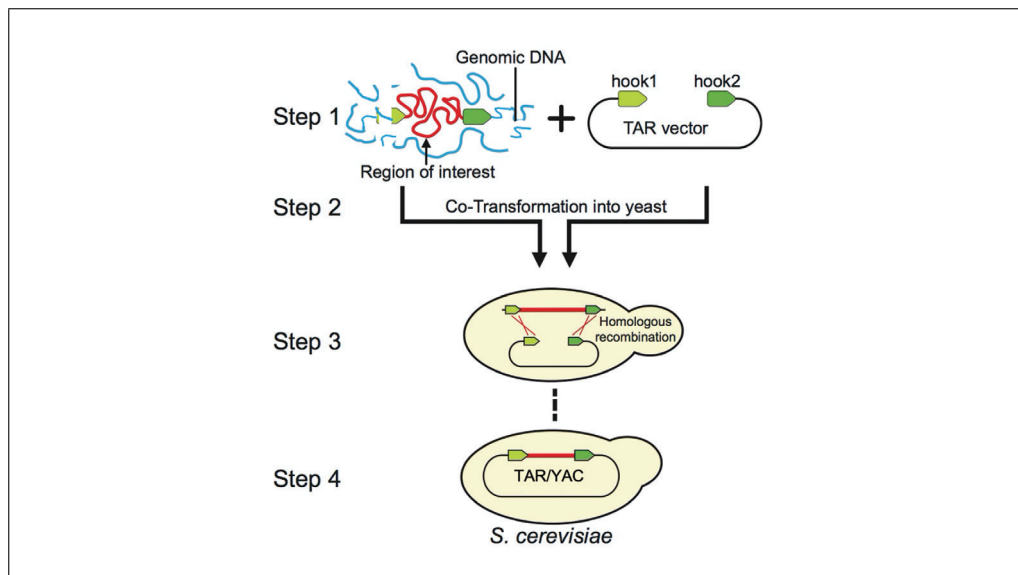 Genomic DNA
hook1
hook2
Step 1
+
TAR vector
Region of interest
Step 2
Co-Transformation into yeast
Step 3
Homologous
recombination
Step 4
TAR/YAC
S. cerevisiae